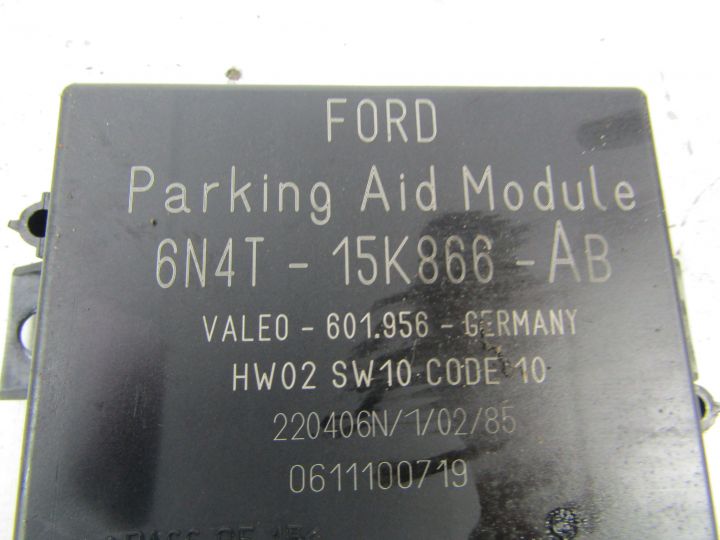 FORD
Parking Aid Module
6N4T - 15K866 - AB
VALEO - 601.956 - GERMANY
HW02 SW10 CODE 10
220406N/1/02/85
0611100719